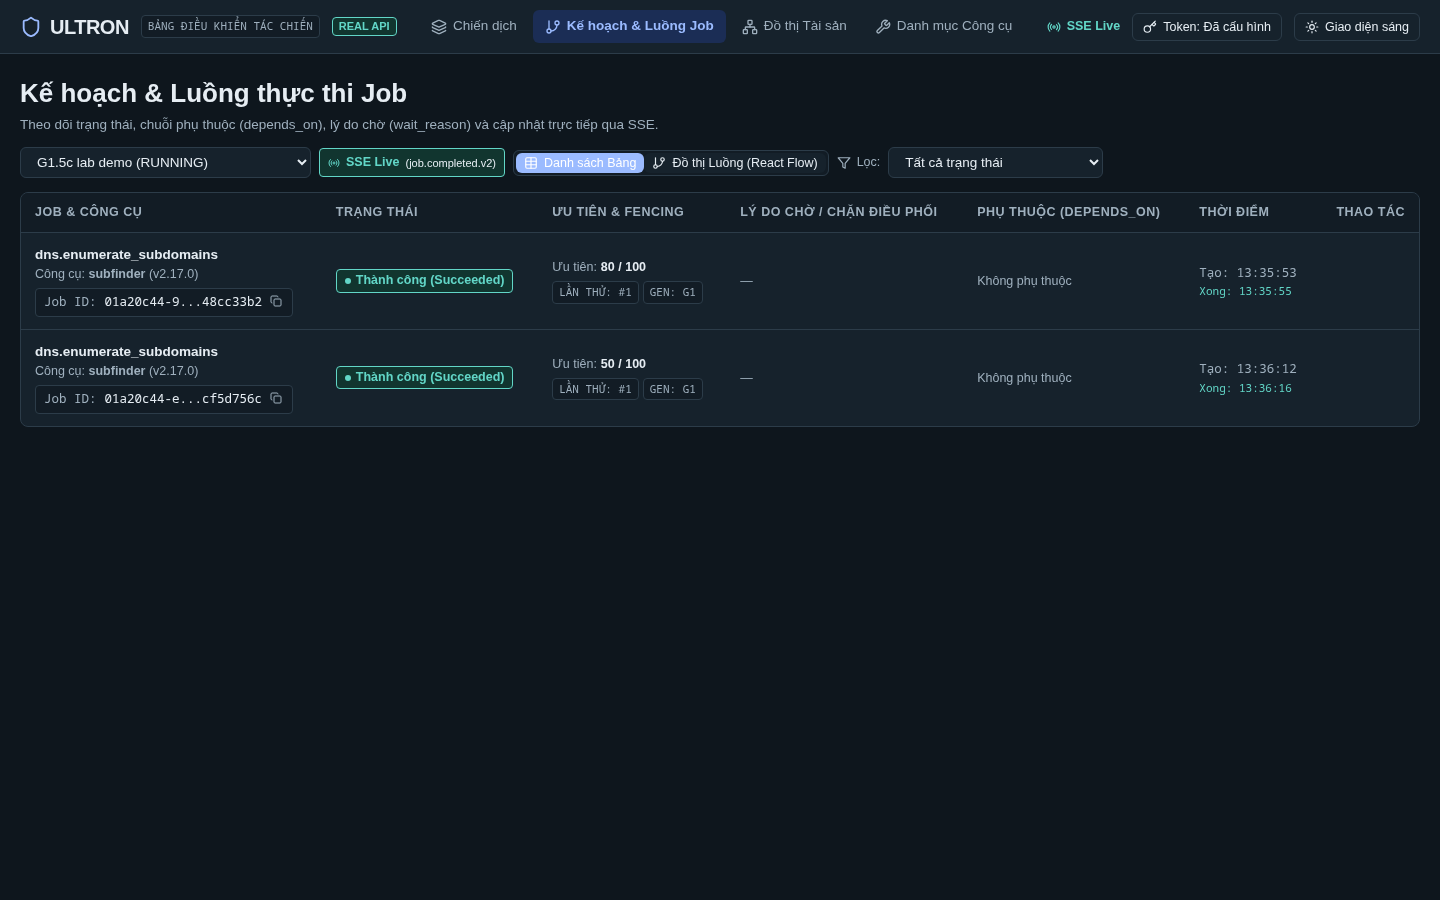 ULTRON BẢNG ĐIỀU KHIỂN TÁC CHIẾN REAL API Chiến dịch Kế hoạch & Luồng Job Đồ thị Tài sản Danh mục Công cụ SSE Live Token: Đã cấu hình Giao diện sáng
Kế hoạch & Luồng thực thi Job
Theo dõi trạng thái, chuỗi phụ thuộc (depends_on), lý do chờ (wait_reason) và cập nhật trực tiếp qua SSE.
G1.5c lab demo (RUNNING) SSE Live (job.completed.v2) Danh sách Bảng Đồ thị Luồng (React Flow) Lọc: Tất cả trạng thái
JOB & CÔNG CỤ TRẠNG THÁI ƯU TIÊN & FENCING LÝ DO CHỜ / CHẶN ĐIỀU PHỐI PHỤ THUỘC (DEPENDS_ON) THỜI ĐIỂM THAO TÁC
dns.enumerate_subdomains
Công cụ: subfinder (v2.17.0)
Job ID: 01a20c44-9...48cc33b2
Thành công (Succeeded)
Ưu tiên: 80 / 100
LẦN THỬ: #1 GEN: G1
—
Không phụ thuộc
Tạo: 13:35:53
Xong: 13:35:55
dns.enumerate_subdomains
Công cụ: subfinder (v2.17.0)
Job ID: 01a20c44-e...cf5d756c
Thành công (Succeeded)
Ưu tiên: 50 / 100
LẦN THỬ: #1 GEN: G1
—
Không phụ thuộc
Tạo: 13:36:12
Xong: 13:36:16